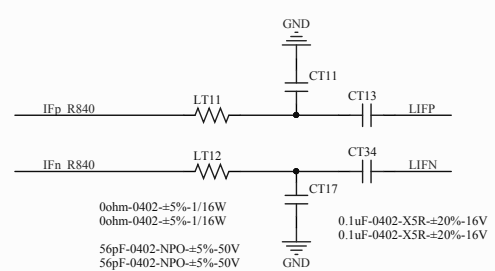 GND
CT11
LT11
CT13
IFp_R840
LIFP
LT12
CT34
IFn_R840
LIFN
CT17
0ohm-0402-±5%-1/16W
0ohm-0402-±5%-1/16W
0.1uF-0402-X5R-±20%-16V
0.1uF-0402-X5R-±20%-16V
56pF-0402-NPO-±5%-50V
56pF-0402-NPO-±5%-50V
GND